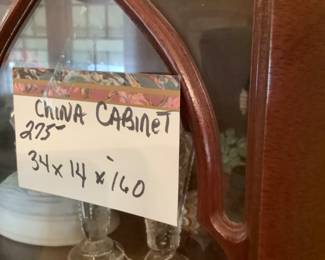 CHINA CABINET
275-
34 x 14 x 160